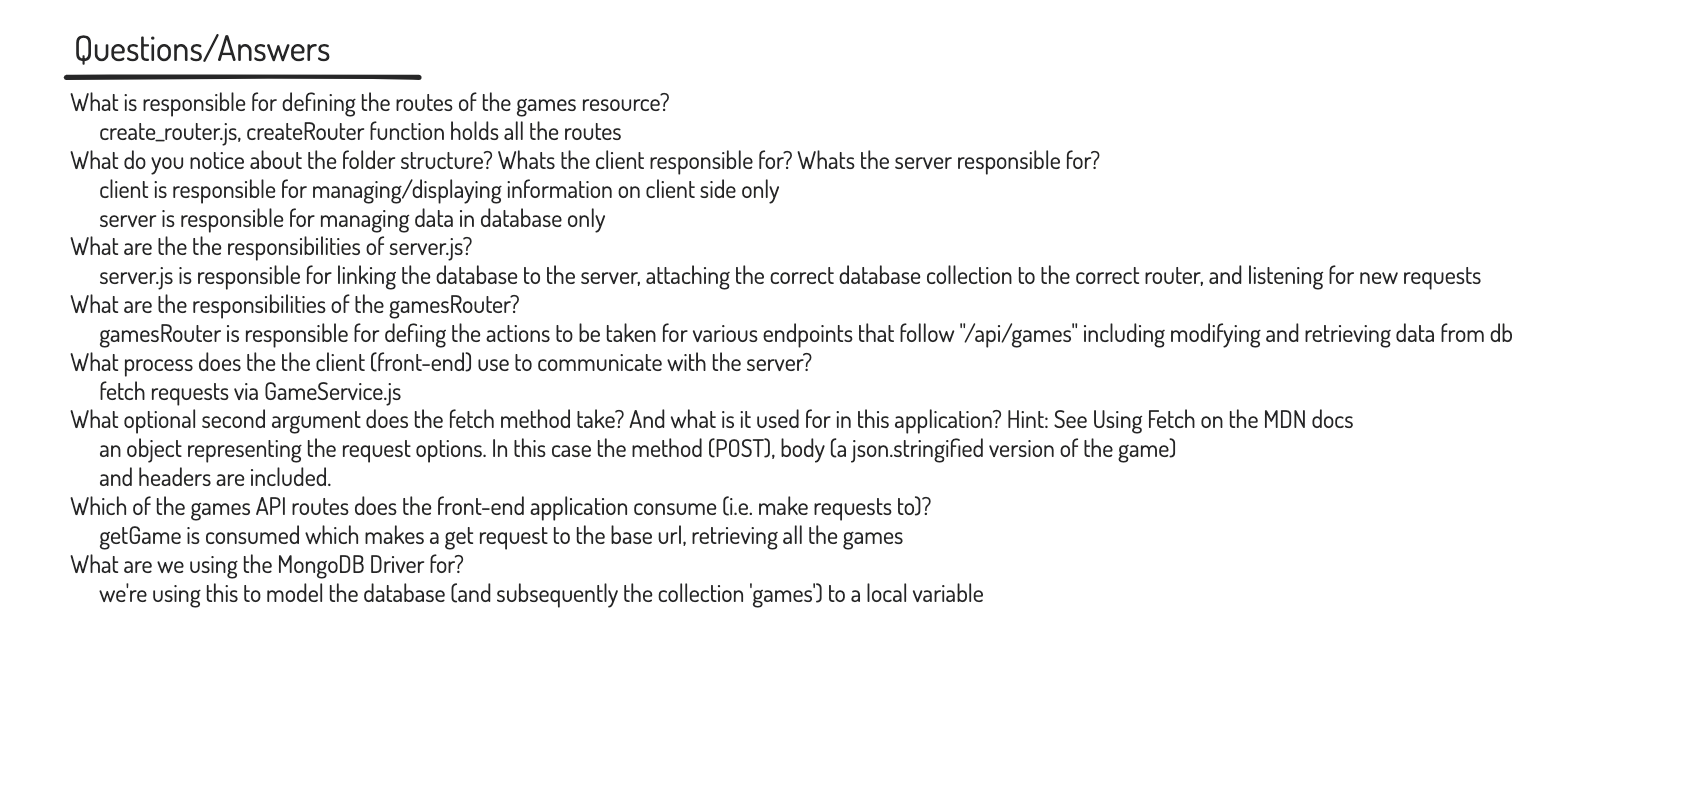 Questions/Answers
What is responsible for defining the routes of the games resource?
create_router.js, createRouter function holds all the routes
What do you notice about the folder structure? Whats the client responsible for? Whats the server responsible for?
client is responsible for managing/displaying information on client side only
server is responsible for managing data in database only
What are the the responsibilities of server.js?
server.js is responsible for linking the database to the server, attaching the correct database collection to the correct router, and listening for new requests
What are the responsibilities of the gamesRouter?
gamesRouter is responsible for defiing the actions to be taken for various endpoints that follow "/api/games" including modifying and retrieving data from db
What process does the the client (front-end) use to communicate with the server?
fetch requests via GameService.js
What optional second argument does the fetch method take? And what is it used for in this application? Hint: See Using Fetch on the MDN docs
an object representing the request options. In this case the method (POST), body (a json.stringified version of the game)
and headers are included.
Which of the games API routes does the front-end application consume (i.e. make requests to)?
getGame is consumed which makes a get request to the base url, retrieving all the games
What are we using the MongoDB Driver for?
we're using this to model the database (and subsequently the collection 'games') to a local variable